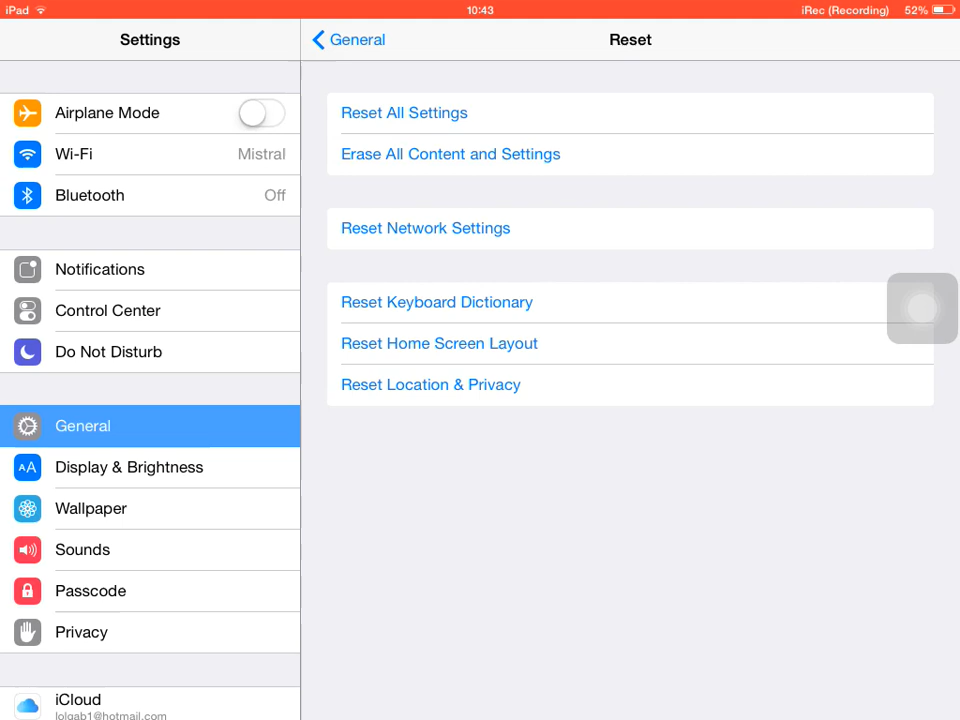 iPad 10:43 iRec (Recording) 52%
Settings
General
Reset
Airplane Mode
Wi-Fi Mistral
Bluetooth Off
Notifications
Control Center
Do Not Disturb
General
Display & Brightness
Wallpaper
Sounds
Passcode
Privacy
iCloud
lolgab1@hotmail.com
Reset All Settings
Erase All Content and Settings
Reset Network Settings
Reset Keyboard Dictionary
Reset Home Screen Layout
Reset Location & Privacy